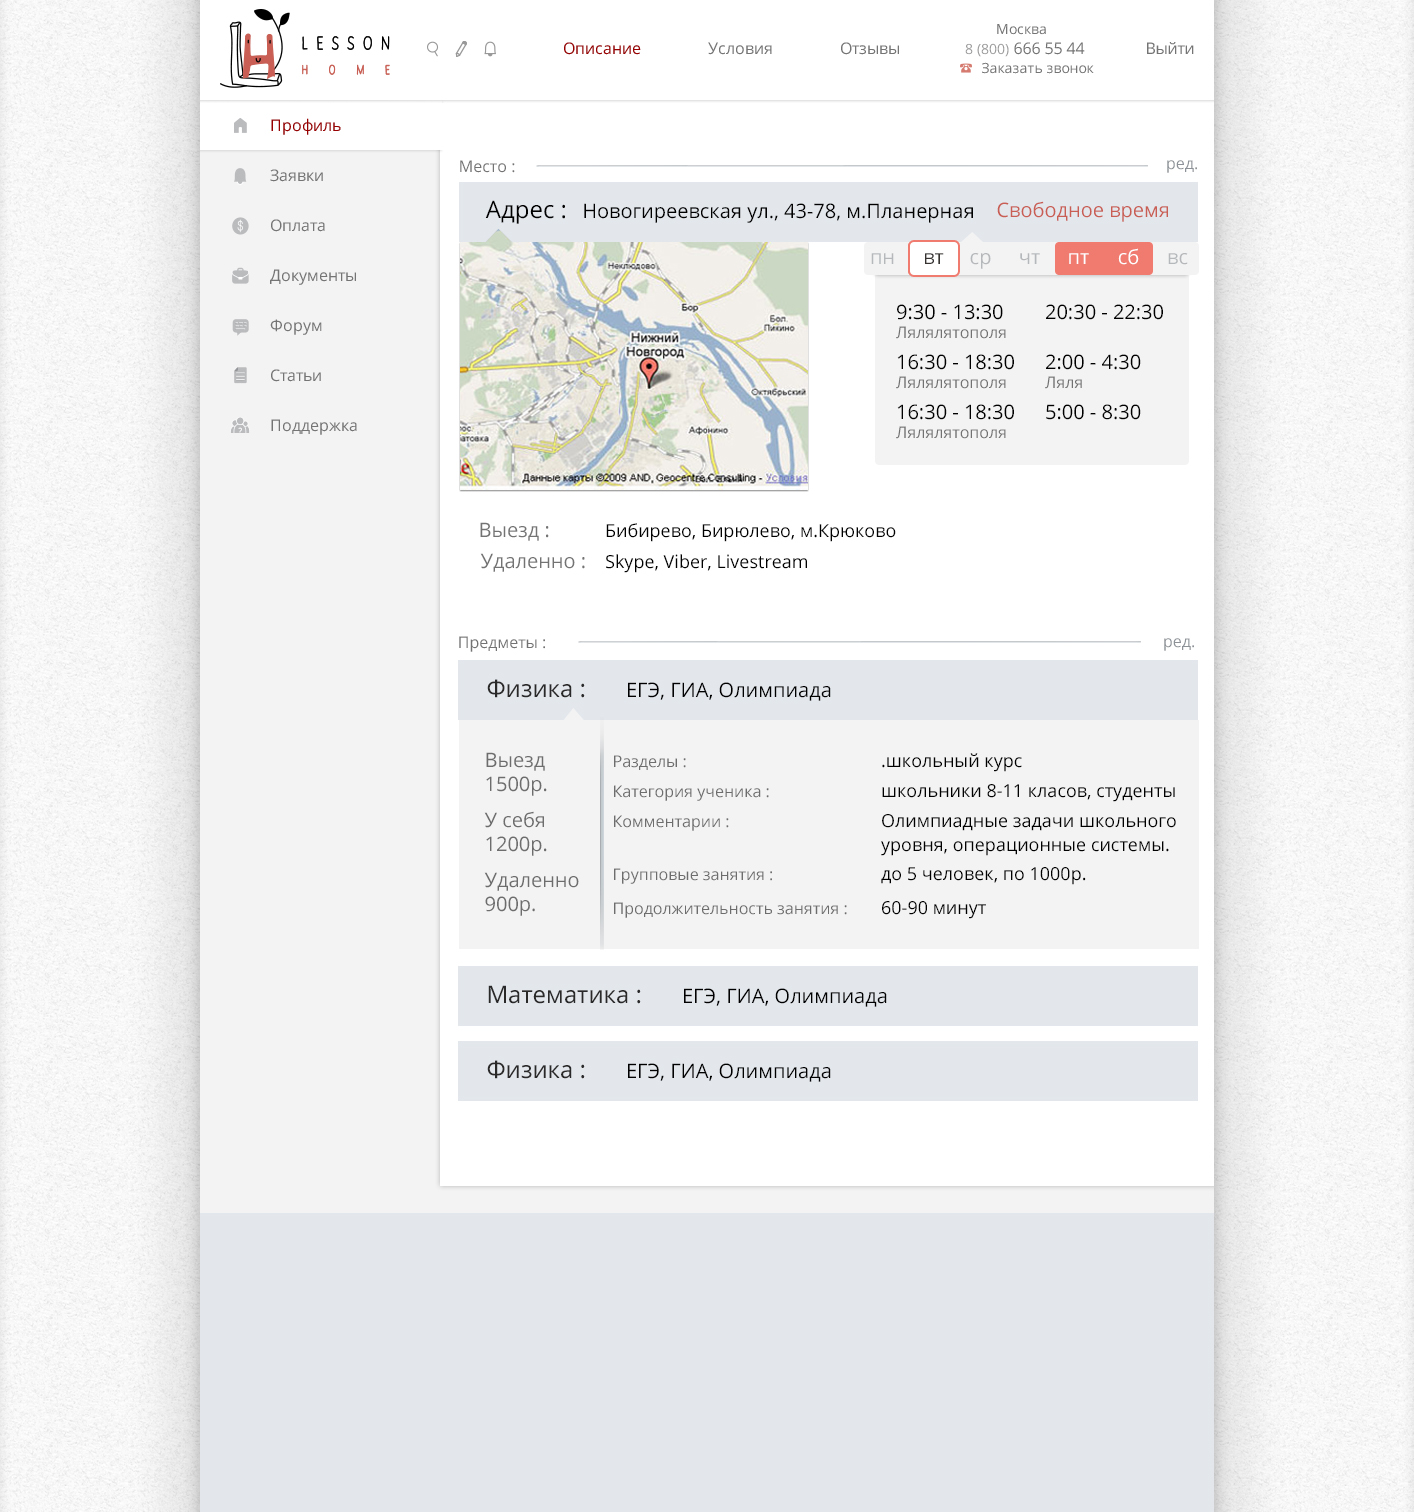 LESSON
HOME
Описание
Условия
Отзывы
Москва
8 (800) 666 55 44
Заказать звонок
Выйти
Профиль
Заявки
Оплата
Документы
Форум
Статьи
Поддержка
Место :
ред.
Адрес : Новогиреевская ул., 43-78, м.Планерная
Свободное время
пн вт ср чт пт сб вс
Неклюдово
Бор
Бол.
Пикино
Нижний
Новгород
Октябрьский
Афонино
Данные карты ©2009 AND, Geocentre Consulting - Условия
9:30 - 13:30
Лялялятополя
16:30 - 18:30
Лялялятополя
16:30 - 18:30
Лялялятополя
20:30 - 22:30
2:00 - 4:30
Ляля
5:00 - 8:30
Выезд : Бибирево, Бирюлево, м.Крюково
Удаленно : Skype, Viber, Livestream
Предметы :
ред.
Физика : ЕГЭ, ГИА, Олимпиада
Выезд
1500р.
У себя
1200р.
Удаленно
900р.
Разделы : .школьный курс
Категория ученика : школьники 8-11 класов, студенты
Комментарии : Олимпиадные задачи школьного
уровня, операционные системы.
Групповые занятия : до 5 человек, по 1000р.
Продолжительность занятия : 60-90 минут
Математика : ЕГЭ, ГИА, Олимпиада
Физика : ЕГЭ, ГИА, Олимпиада